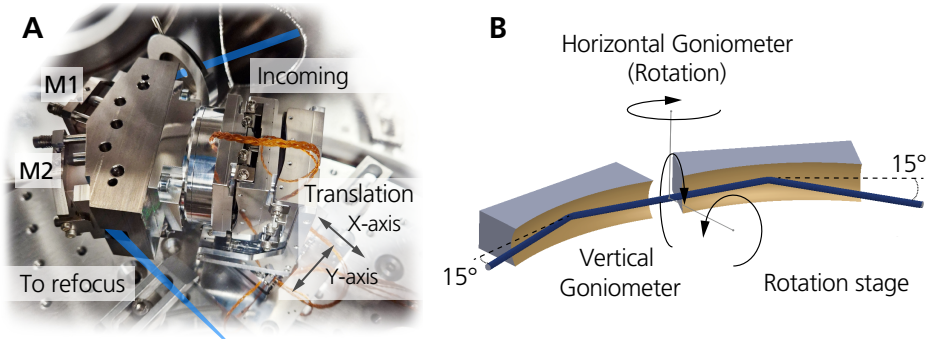 A
M1
M2
Incoming
Translation
X-axis
Y-axis
To refocus
B
Horizontal Goniometer
(Rotation)
15°
15°
Vertical
Goniometer
Rotation stage